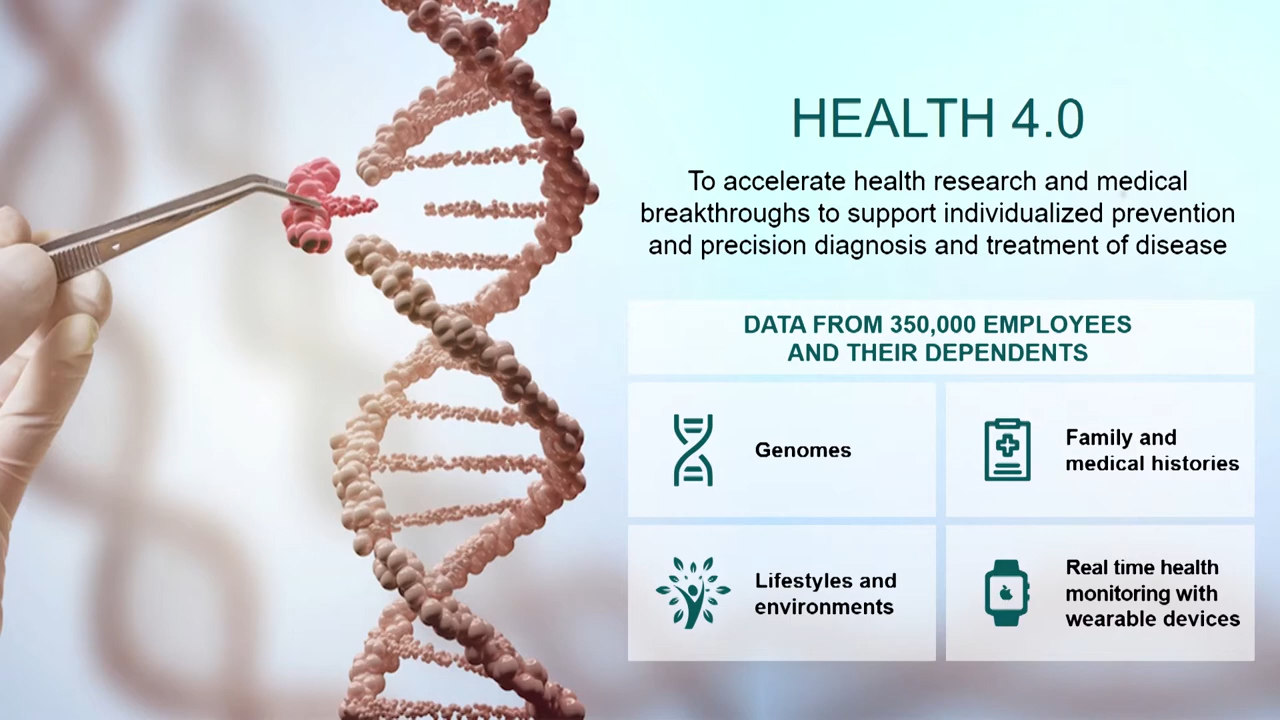 HEALTH 4.0
To accelerate health research and medical
breakthroughs to support individualized prevention
and precision diagnosis and treatment of disease
DATA FROM 350,000 EMPLOYEES
AND THEIR DEPENDENTS
Genomes
Family and
medical histories
Lifestyles and
environments
Real time health
monitoring with
wearable devices